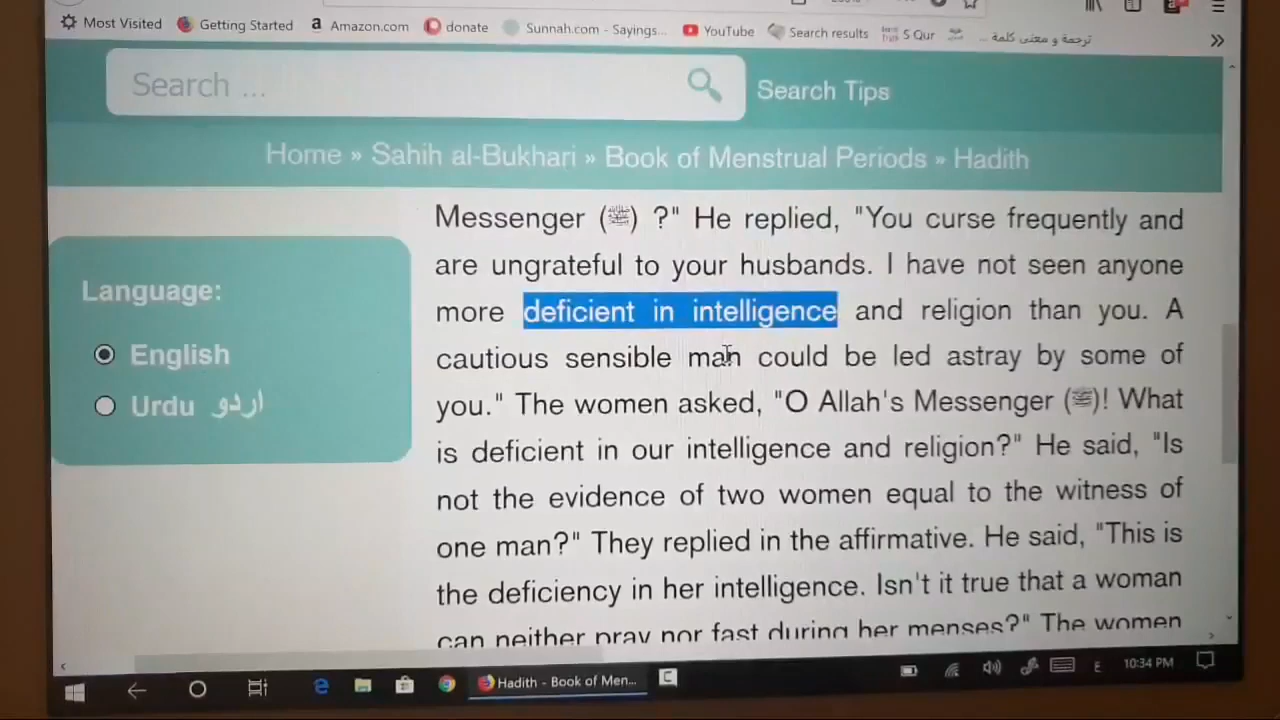 Most Visited Getting Started Amazon.com donate Sunnah.com - Sayings... YouTube Search results S Qur ترجمة و معنى كلمة ...
Search ...
Search Tips
Home » Sahih al-Bukhari » Book of Menstrual Periods » Hadith
Messenger (ﷺ) ?" He replied, "You curse frequently and
are ungrateful to your husbands. I have not seen anyone
more deficient in intelligence and religion than you. A
cautious sensible man could be led astray by some of
you." The women asked, "O Allah's Messenger (ﷺ)! What
is deficient in our intelligence and religion?" He said, "Is
not the evidence of two women equal to the witness of
one man?" They replied in the affirmative. He said, "This is
the deficiency in her intelligence. Isn't it true that a woman
can neither pray nor fast during her menses?" The women
Language:
English
Urdu اردو
Hadith - Book of Men...
ع
10:34 PM